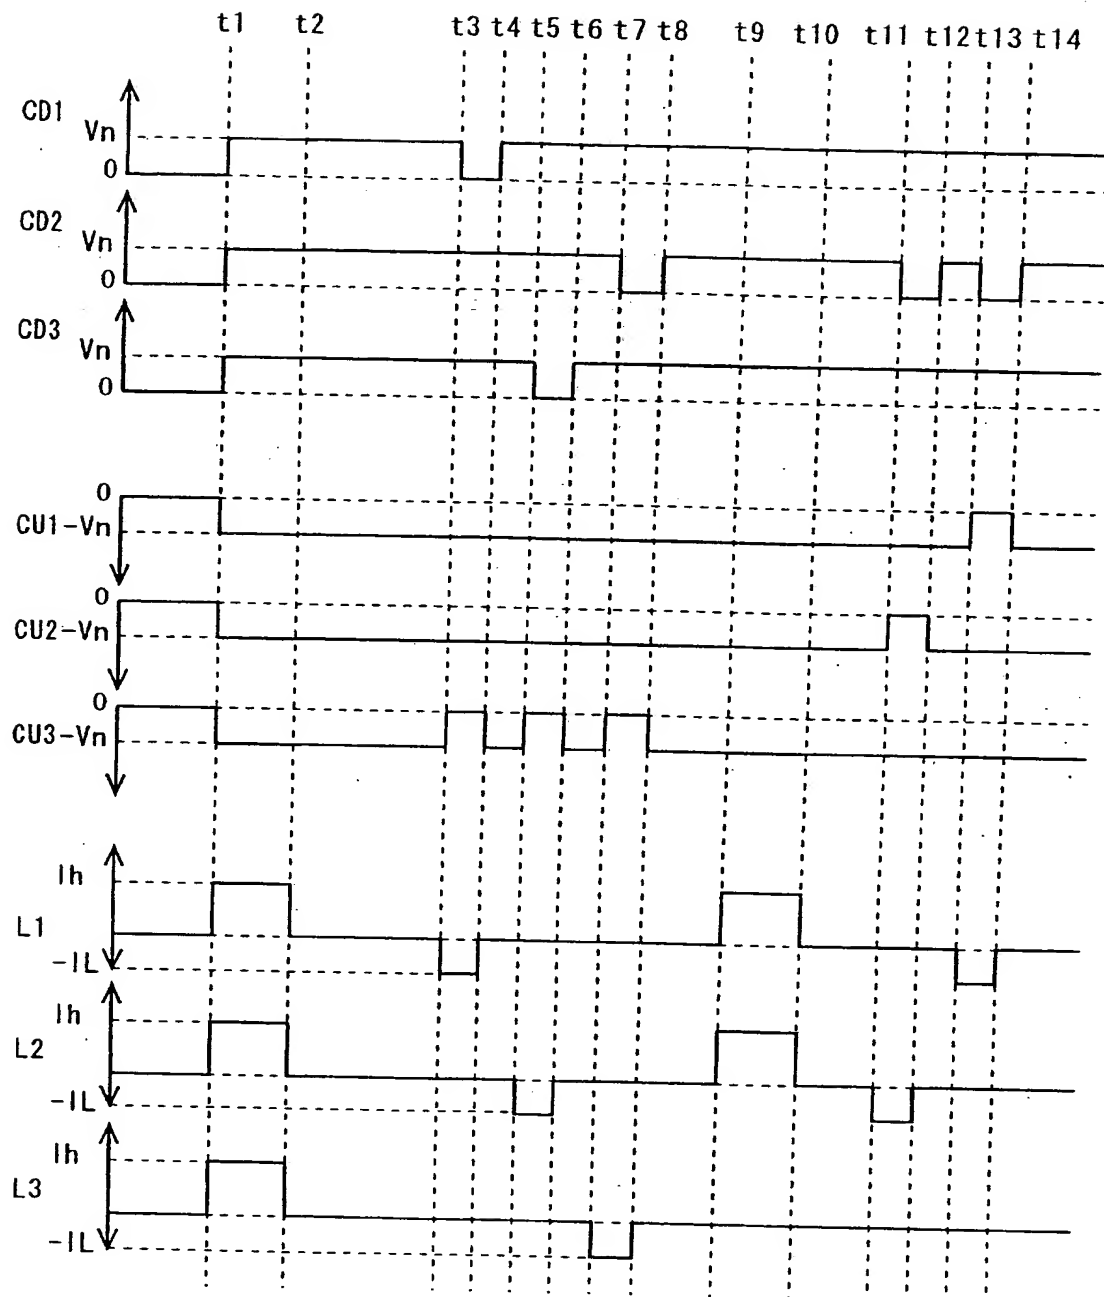 t1 t2 t3 t4 t5 t6 t7 t8 t9 t10 t11 t12 t13 t14
CD1
Vn
0
CD2
Vn
0
CD3
Vn
0
0
CU1-Vn
0
CU2-Vn
0
CU3-Vn
Ih
L1
-IL
Ih
L2
-IL
Ih
L3
-IL